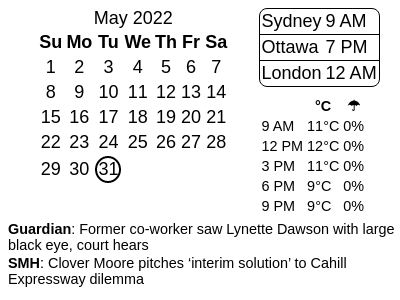 May 2022
Su Mo Tu We Th Fr Sa
1 2 3 4 5 6 7
8 9 10 11 12 13 14
15 16 17 18 19 20 21
22 23 24 25 26 27 28
29 30 31
Sydney 9 AM
Ottawa 7 PM
London 12 AM
°C ☂
9 AM 11°C 0%
12 PM 12°C 0%
3 PM 11°C 0%
6 PM 9°C 0%
9 PM 9°C 0%
Guardian: Former co-worker saw Lynette Dawson with large
black eye, court hears
SMH: Clover Moore pitches ‘interim solution’ to Cahill
Expressway dilemma